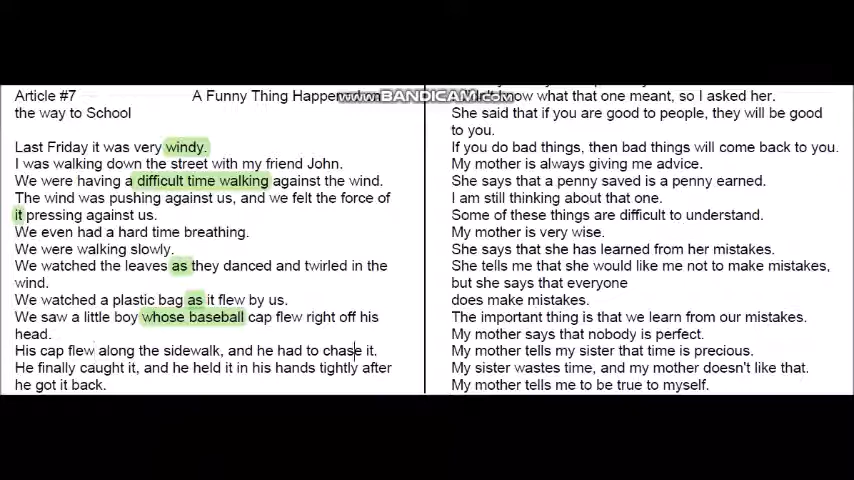 Article #7 A Funny Thing Happened on
the way to School
Last Friday it was very windy.
I was walking down the street with my friend John.
We were having a difficult time walking against the wind.
The wind was pushing against us, and we felt the force of
it pressing against us.
We even had a hard time breathing.
We were walking slowly.
We watched the leaves as they danced and twirled in the
wind.
We watched a plastic bag as it flew by us.
We saw a little boy whose baseball cap flew right off his
head.
His cap flew along the sidewalk, and he had to chase it.
He finally caught it, and he held it in his hands tightly after
he got it back.
www.BANDICAM.com
know what that one meant, so I asked her.
She said that if you are good to people, they will be good
to you.
If you do bad things, then bad things will come back to you.
My mother is always giving me advice.
She says that a penny saved is a penny earned.
I am still thinking about that one.
Some of these things are difficult to understand.
My mother is very wise.
She says that she has learned from her mistakes.
She tells me that she would like me not to make mistakes,
but she says that everyone
does make mistakes.
The important thing is that we learn from our mistakes.
My mother says that nobody is perfect.
My mother tells my sister that time is precious.
My sister wastes time, and my mother doesn't like that.
My mother tells me to be true to myself.